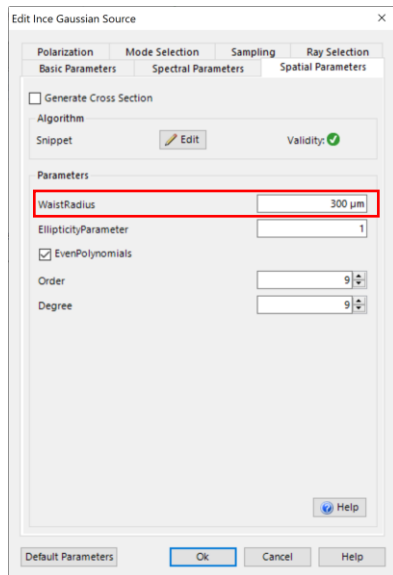 Edit Ince Gaussian Source
Polarization Mode Selection Sampling Ray Selection
Basic Parameters Spectral Parameters Spatial Parameters
Generate Cross Section
Algorithm
Snippet Edit Validity:
Parameters
WaistRadius 300 µm
EllipticityParameter 1
EvenPolynomials
Order 9
Degree 9
Help
Default Parameters Ok Cancel Help